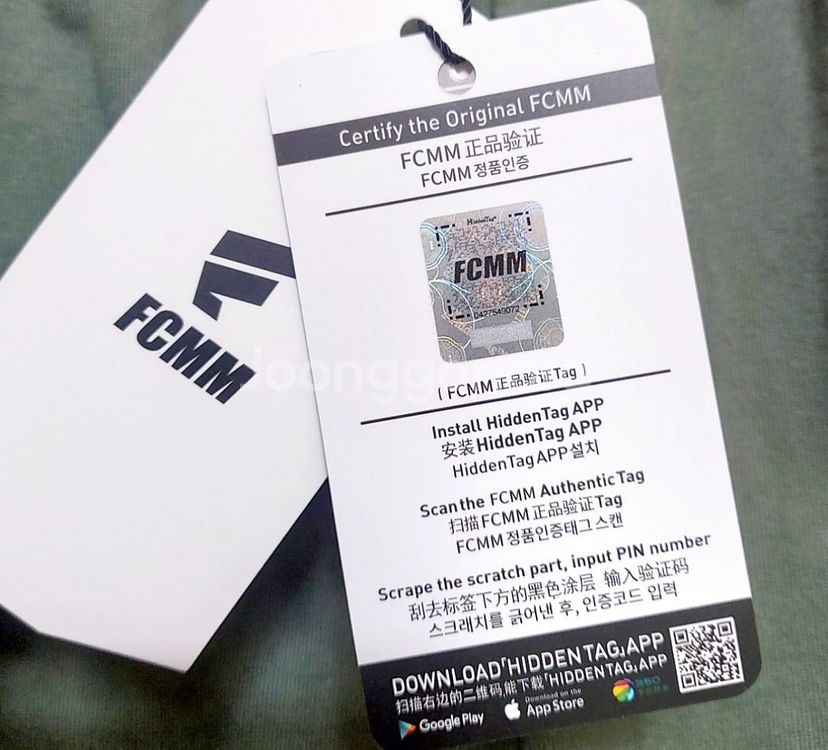 FCMM
Certify the Original FCMM
FCMM 正品验证
FCMM 정품인증
HiddenTag
FCMM
0427549072
( FCMM 正品验证Tag )
Install HiddenTag APP
安装HiddenTag APP
HiddenTag APP 설치
Scan the FCMM Authentic Tag
扫描FCMM 正品验证Tag
FCMM 정품인증태그 스캔
Scrape the scratch part, input PIN number
刮去标签下方的黑色涂层 输入验证码
스크래치를 긁어낸 후, 인증코드 입력
DOWNLOAD「HIDDEN TAG」APP
扫描右边的二维码能下载「HIDDEN TAG」APP
Google Play
Download on the
App Store